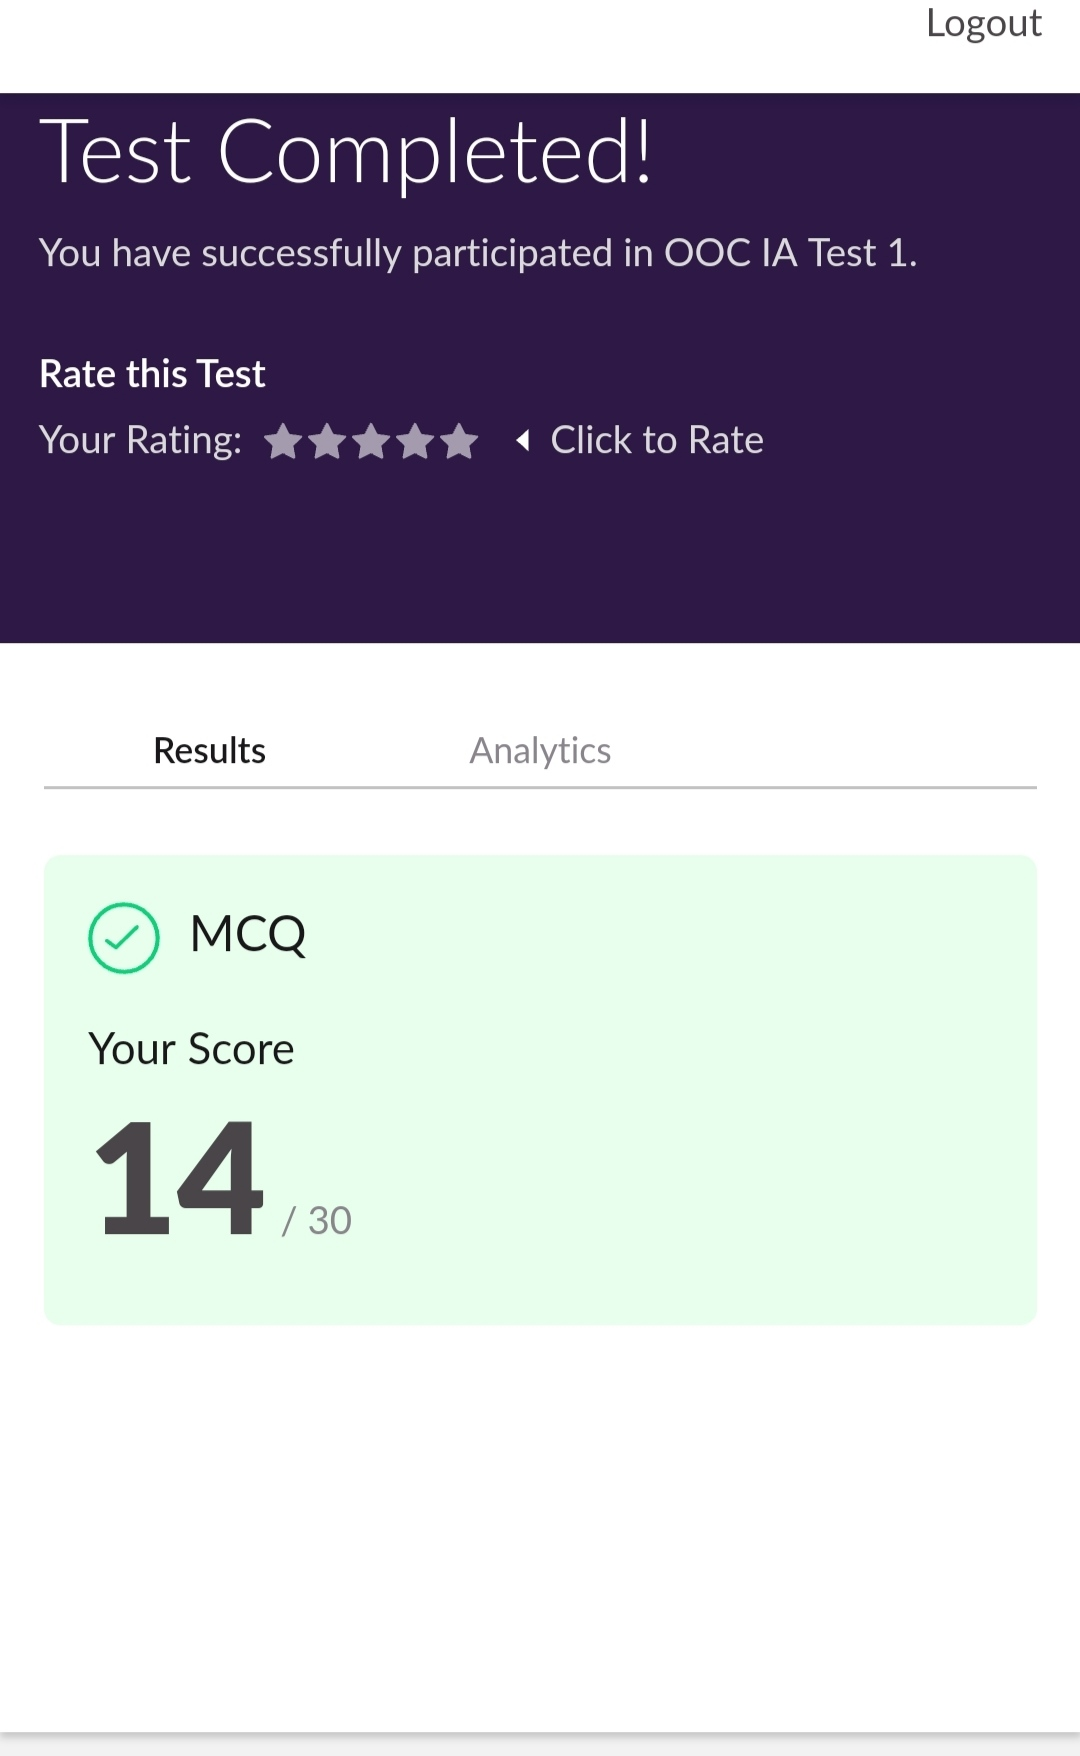 Logout
Test Completed!
You have successfully participated in OOC IA Test 1.
Rate this Test
Your Rating: Click to Rate
Results Analytics
MCQ
Your Score
14 / 30